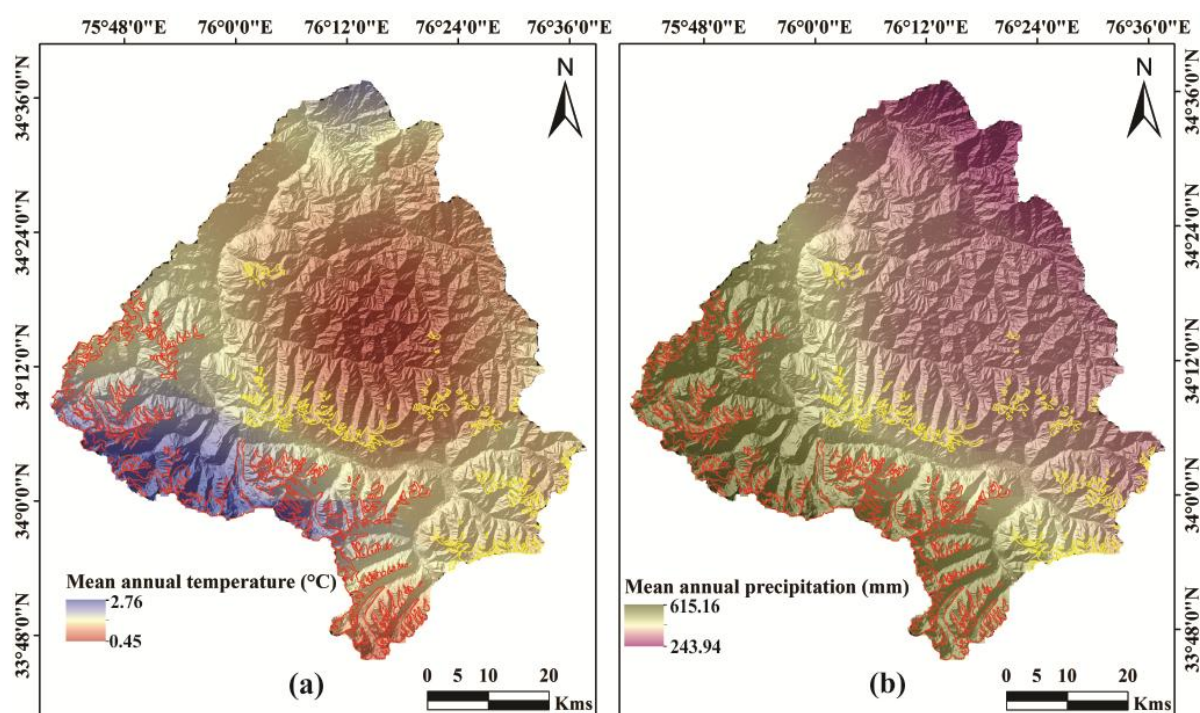 75°48'0"E 76°0'0"E 76°12'0"E 76°24'0"E 76°36'0"E
N
34°36'0"N
34°24'0"N
34°12'0"N
34°0'0"N
33°48'0"N
Mean annual temperature (°C)
2.76
0.45
(a)
0 5 10 20
Kms
75°48'0"E 76°0'0"E 76°12'0"E 76°24'0"E 76°36'0"E
N
34°36'0"N
34°24'0"N
34°12'0"N
34°0'0"N
33°48'0"N
Mean annual precipitation (mm)
615.16
243.94
(b)
0 5 10 20
Kms